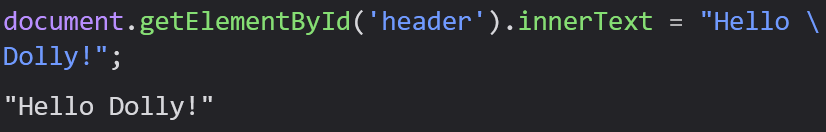 document.getElementById('header').innerText = "Hello \
Dolly!";
"Hello Dolly!"